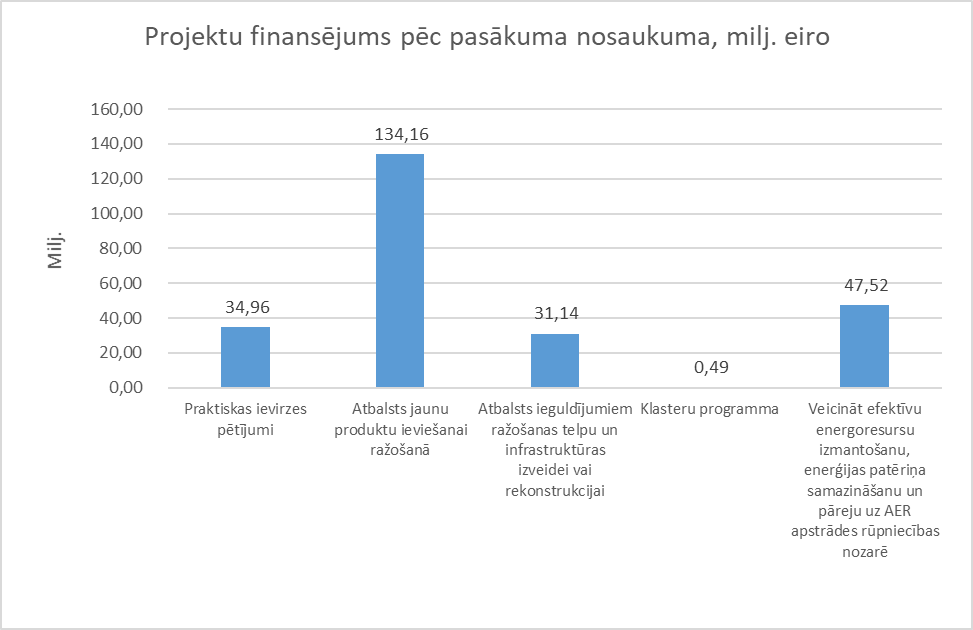 Projektu finansējums pēc pasākuma nosaukuma, milj. eiro
Milj.
160,00
140,00
120,00
100,00
80,00
60,00
40,00
20,00
0,00
34,96
134,16
31,14
0,49
47,52
Praktiskas ievirzes
pētījumi
Atbalsts jaunu
produktu ieviešanai
ražošanā
Atbalsts ieguldījumiem
ražošanas telpu un
infrastruktūras
izveidei vai
rekonstrukcijai
Klasteru programma
Veicināt efektīvu
energoresursu
izmantošanu,
enerģijas patēriņa
samazināšanu un
pāreju uz AER
apstrādes rūpniecības
nozarē